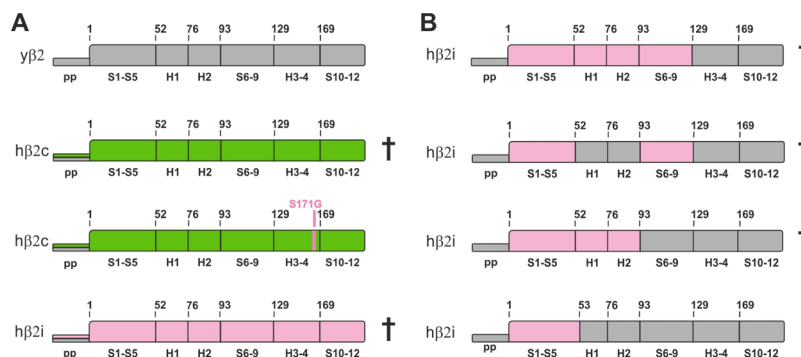 A
1 52 76 93 129 169
yβ2
pp S1-S5 H1 H2 S6-9 H3-4 S10-12
1 52 76 93 129 169
hβ2c †
pp S1-S5 H1 H2 S6-9 H3-4 S10-12
S171G
1 52 76 93 129 169
hβ2c
pp S1-S5 H1 H2 S6-9 H3-4 S10-12
1 52 76 93 129 169
hβ2i †
pp S1-S5 H1 H2 S6-9 H3-4 S10-12
B
1 52 76 93 129 169
hβ2i
pp S1-S5 H1 H2 S6-9 H3-4 S10-12
1 52 76 93 129 169
hβ2i
pp S1-S5 H1 H2 S6-9 H3-4 S10-12
1 52 76 93 129 169
hβ2i
pp S1-S5 H1 H2 S6-9 H3-4 S10-12
1 53 76 93 129 169
hβ2i
pp S1-S5 H1 H2 S6-9 H3-4 S10-12